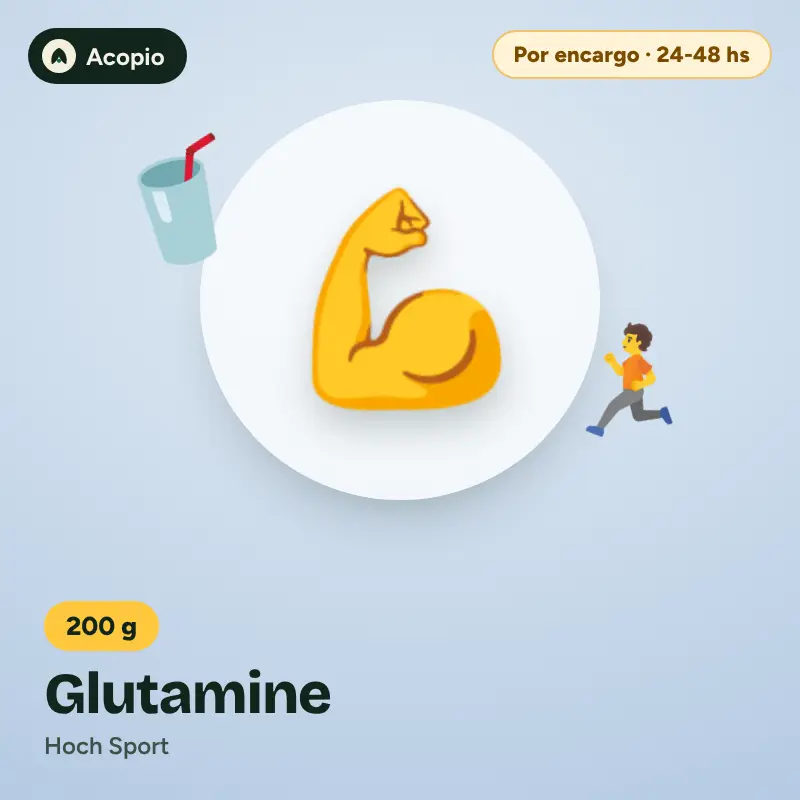 Acopio
Por encargo · 24-48 hs
200 g
Glutamine
Hoch Sport